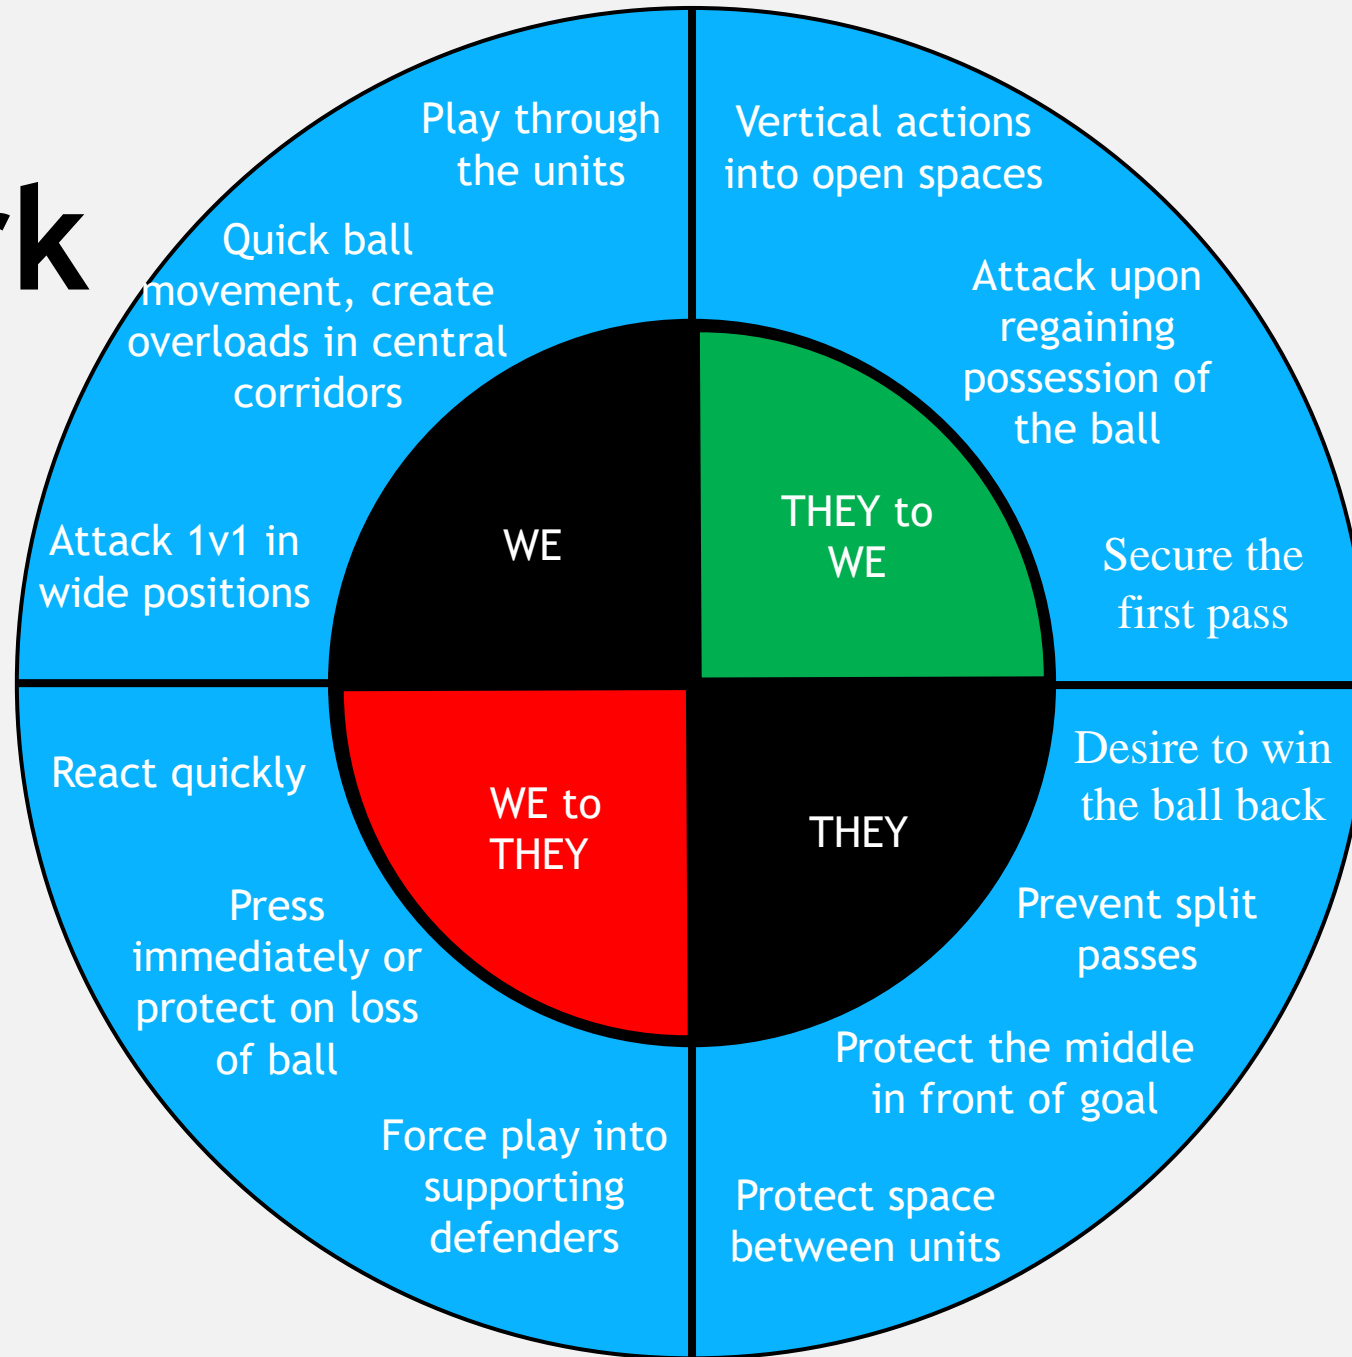 rk
Play through
the units
Quick ball
movement, create
overloads in central
corridors
Attack 1v1 in
wide positions
Vertical actions
into open spaces
Attack upon
regaining
possession of
the ball
Secure the
first pass
WE
THEY to
WE
WE to
THEY
THEY
React quickly
Press
immediately or
protect on loss
of ball
Force play into
supporting
defenders
Desire to win
the ball back
Prevent split
passes
Protect the middle
in front of goal
Protect space
between units